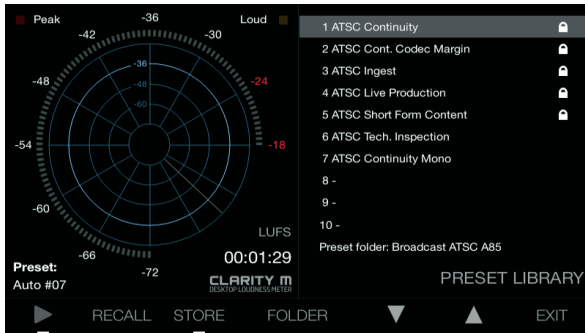 Peak
Loud
-36
-42
-30
-48
-24
-54
-18
-60
-66
-72
-36
-48
-60
LUFS
00:01:29
Preset:
Auto #07
CLARITY M
DESKTOP LOUDNESS METER
1 ATSC Continuity
2 ATSC Cont. Codec Margin
3 ATSC Ingest
4 ATSC Live Production
5 ATSC Short Form Content
6 ATSC Tech. Inspection
7 ATSC Continuity Mono
8 -
9 -
10 -
Preset folder: Broadcast ATSC A85
PRESET LIBRARY
RECALL
STORE
FOLDER
EXIT